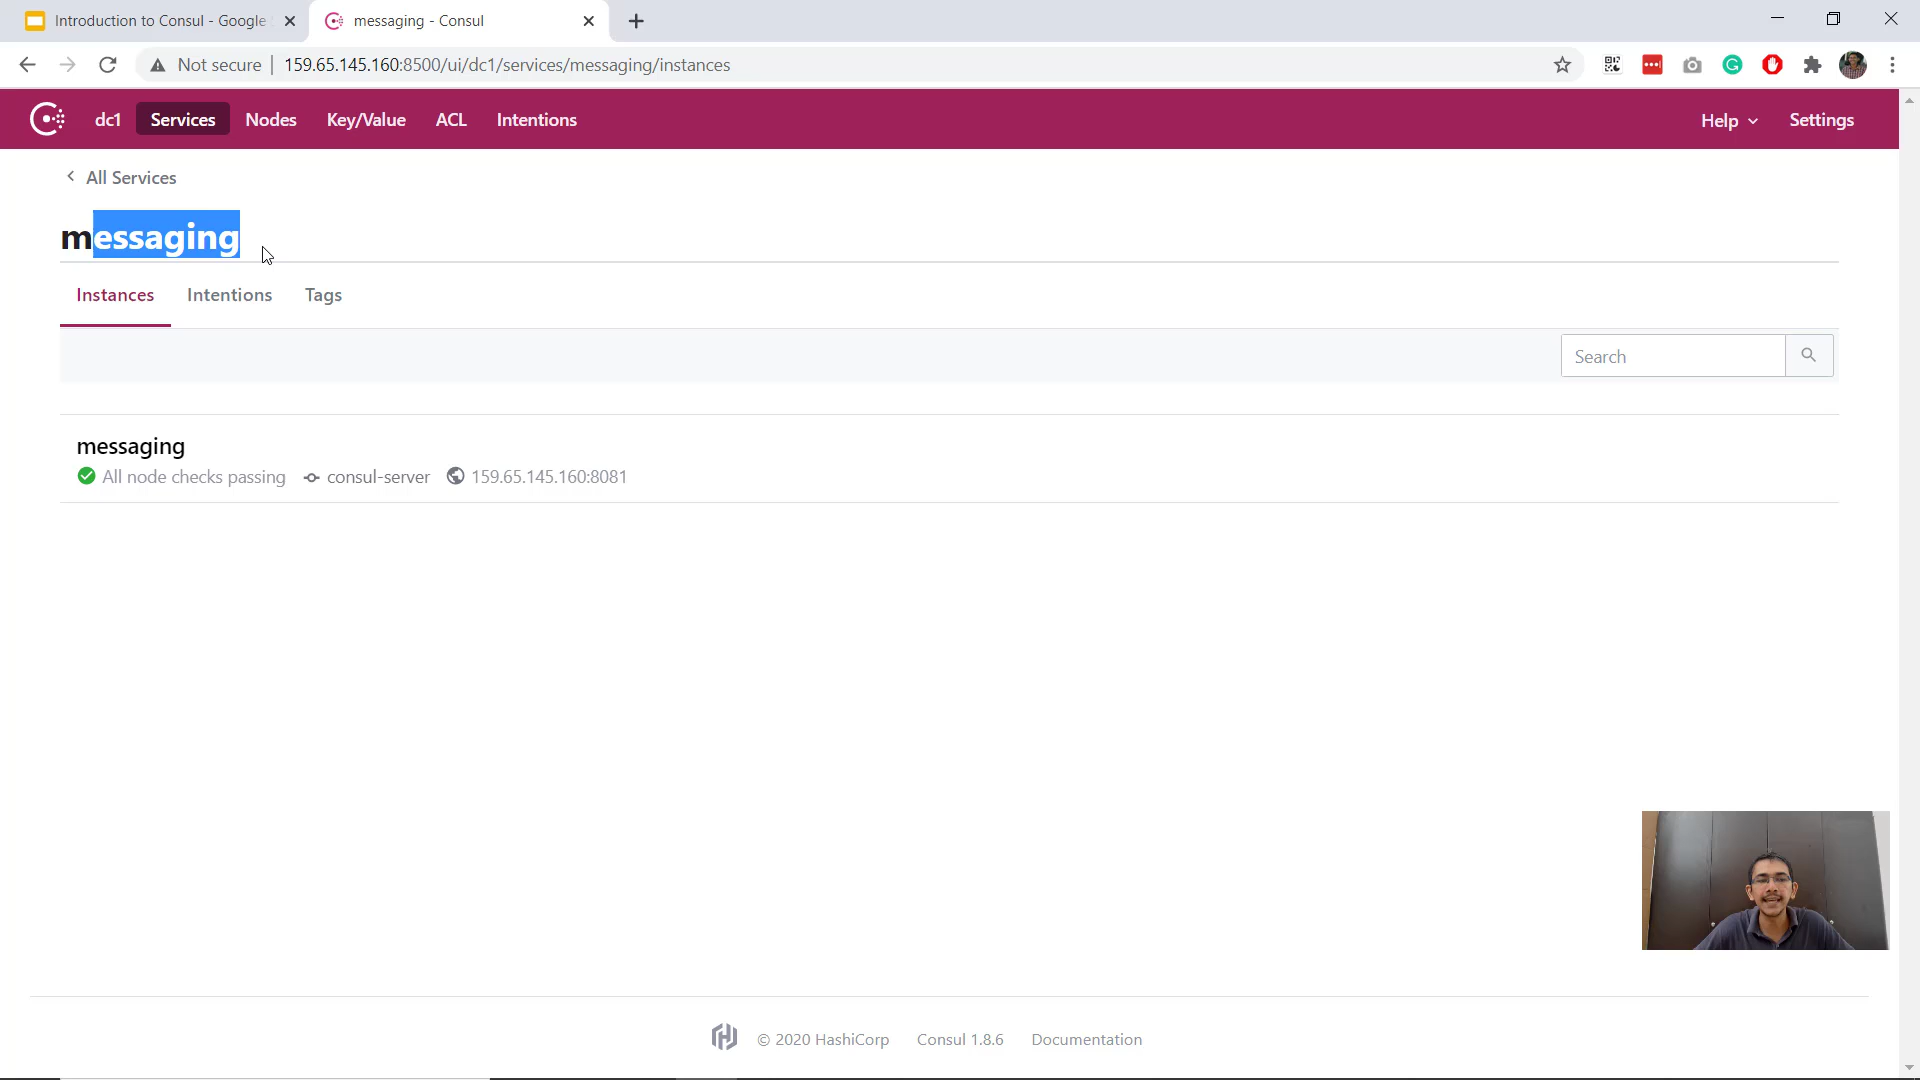 Introduction to Consul - Google
messaging - Consul
Not secure
159.65.145.160:8500/ui/dc1/services/messaging/instances
dc1 Services Nodes Key/Value ACL Intentions Help Settings
All Services
messaging
Instances Intentions Tags
Search
messaging
All node checks passing consul-server 159.65.145.160:8081
© 2020 HashiCorp Consul 1.8.6 Documentation